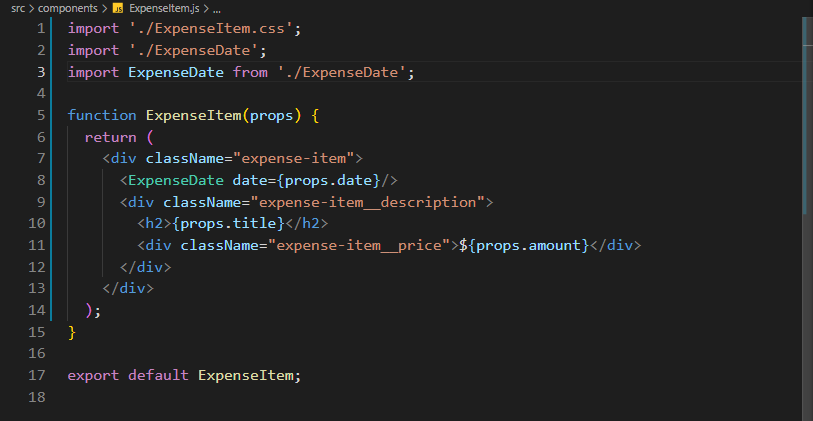 src > components > JS ExpenseItem.js > ...
1 import './ExpenseItem.css';
2 import './ExpenseDate';
3 import ExpenseDate from './ExpenseDate';
4
5 function ExpenseItem(props) {
6   return (
7     <div className="expense-item">
8       <ExpenseDate date={props.date}/>
9       <div className="expense-item__description">
10         <h2>{props.title}</h2>
11         <div className="expense-item__price">${props.amount}</div>
12       </div>
13     </div>
14   );
15 }
16
17 export default ExpenseItem;
18